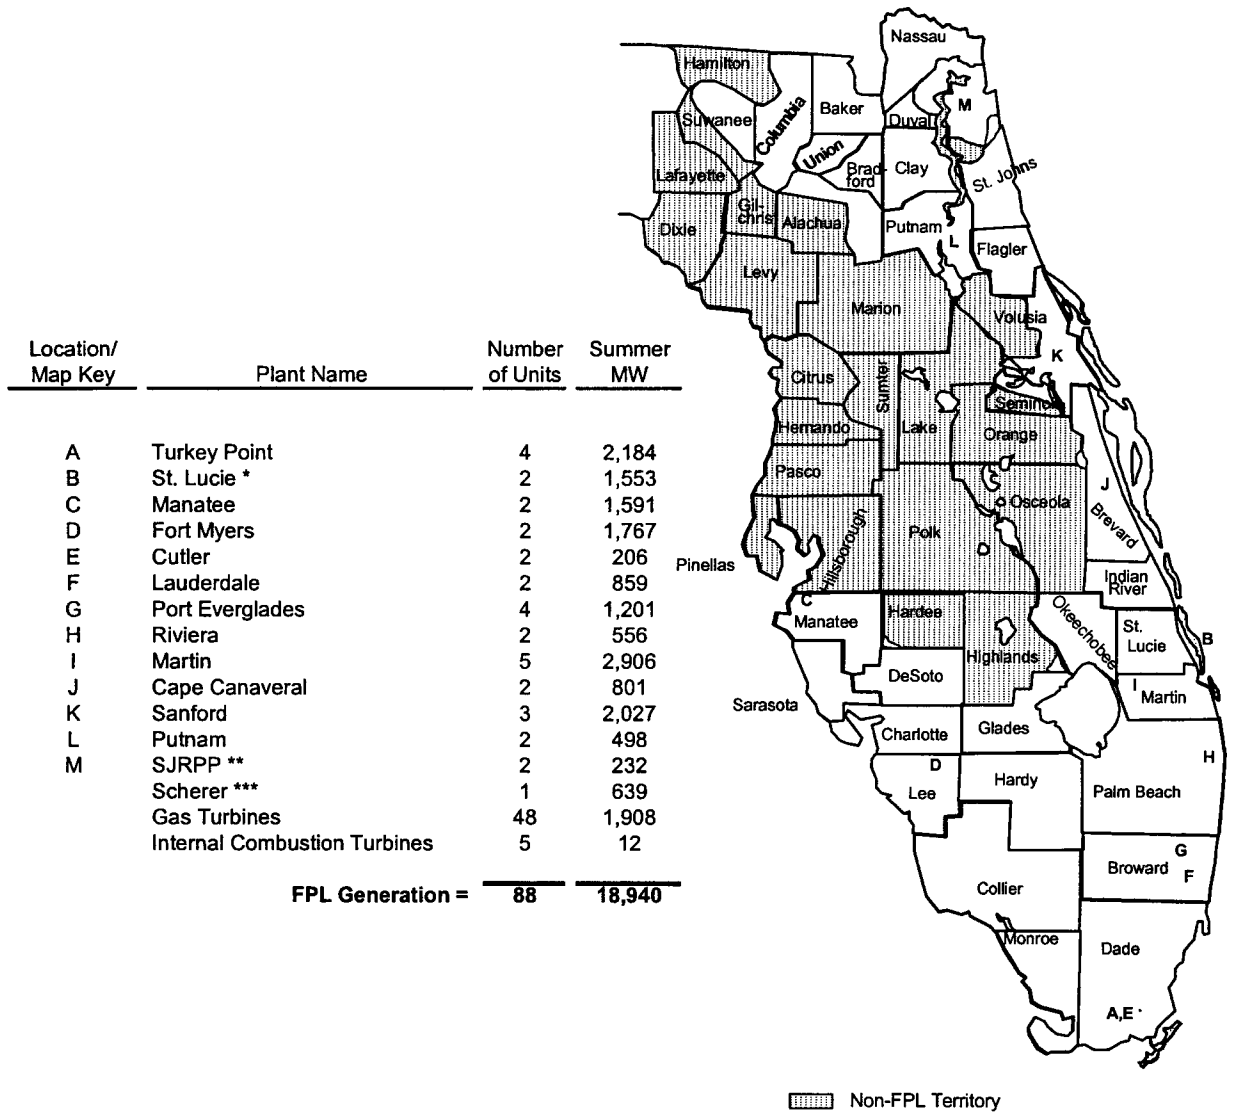 Location/ Number Summer
Map Key Plant Name of Units MW
A Turkey Point 4 2,184
B St. Lucie * 2 1,553
C Manatee 2 1,591
D Fort Myers 2 1,767
E Cutler 2 206
F Lauderdale 2 859
G Port Everglades 4 1,201
H Riviera 2 556
I Martin 5 2,906
J Cape Canaveral 2 801
K Sanford 3 2,027
L Putnam 2 498
M SJRPP ** 2 232
Scherer *** 1 639
Gas Turbines 48 1,908
Internal Combustion Turbines 5 12
FPL Generation = 88 18,940
Nassau
Hamilton
M
Baker
Suwanee
Columbia
Duval
Union
Brad-
ford
Clay
Lafayette
St. Johns
Gil-
chris
Alachua
Dixie
Putnam
L
Flagler
Levy
Marion
Volusia
K
Citrus
Sumter
Seminole
Hernando
Lake
Orange
Pasco
J
Osceola
Brevard
Hillsborough
Polk
Pinellas
Indian
River
C
Manatee
Hardee
Okeechobee
St.
Lucie
B
Highlands
DeSoto
I Martin
Sarasota
Charlotte
Glades
H
D
Lee
Hardy
Palm Beach
G
Broward
F
Collier
Monroe
Dade
A,E
Non-FPL Territory